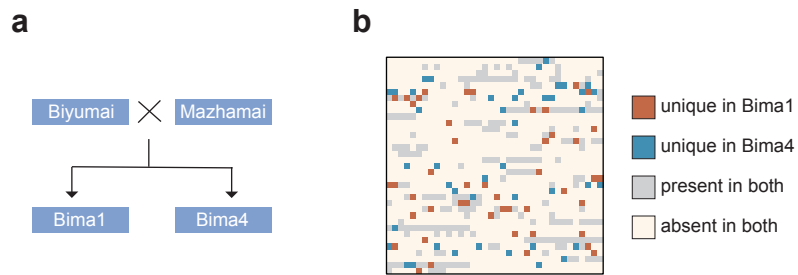 a
b
Biyumai
Mazhamai
Bima1
Bima4
unique in Bima1
unique in Bima4
present in both
absent in both